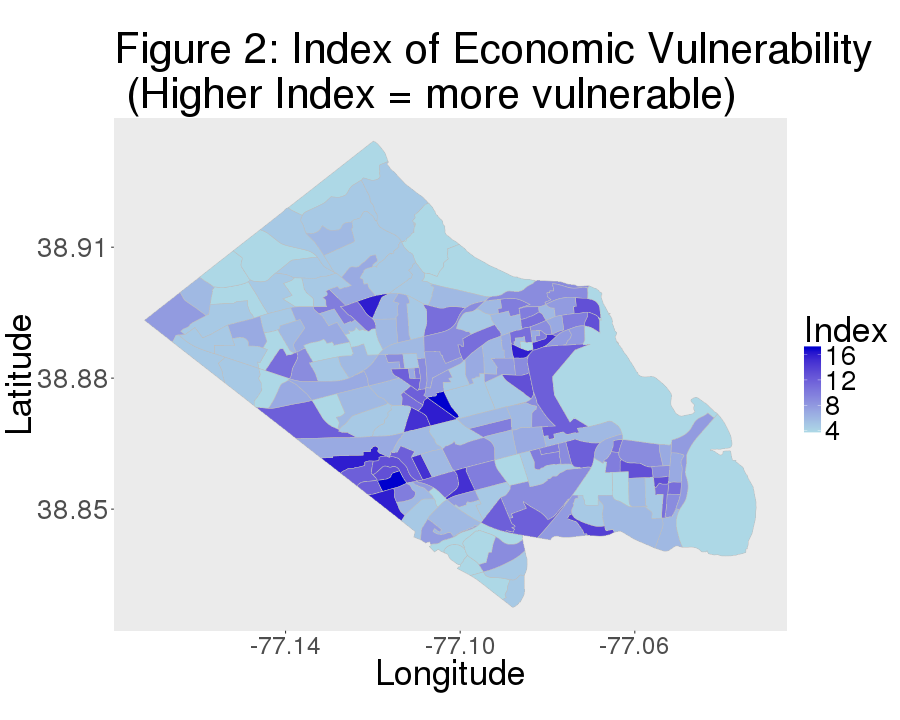 Figure 2: Index of Economic Vulnerability
(Higher Index = more vulnerable)
38.91
38.88
38.85
Latitude
-77.14
-77.10
-77.06
Longitude
Index
16
12
8
4